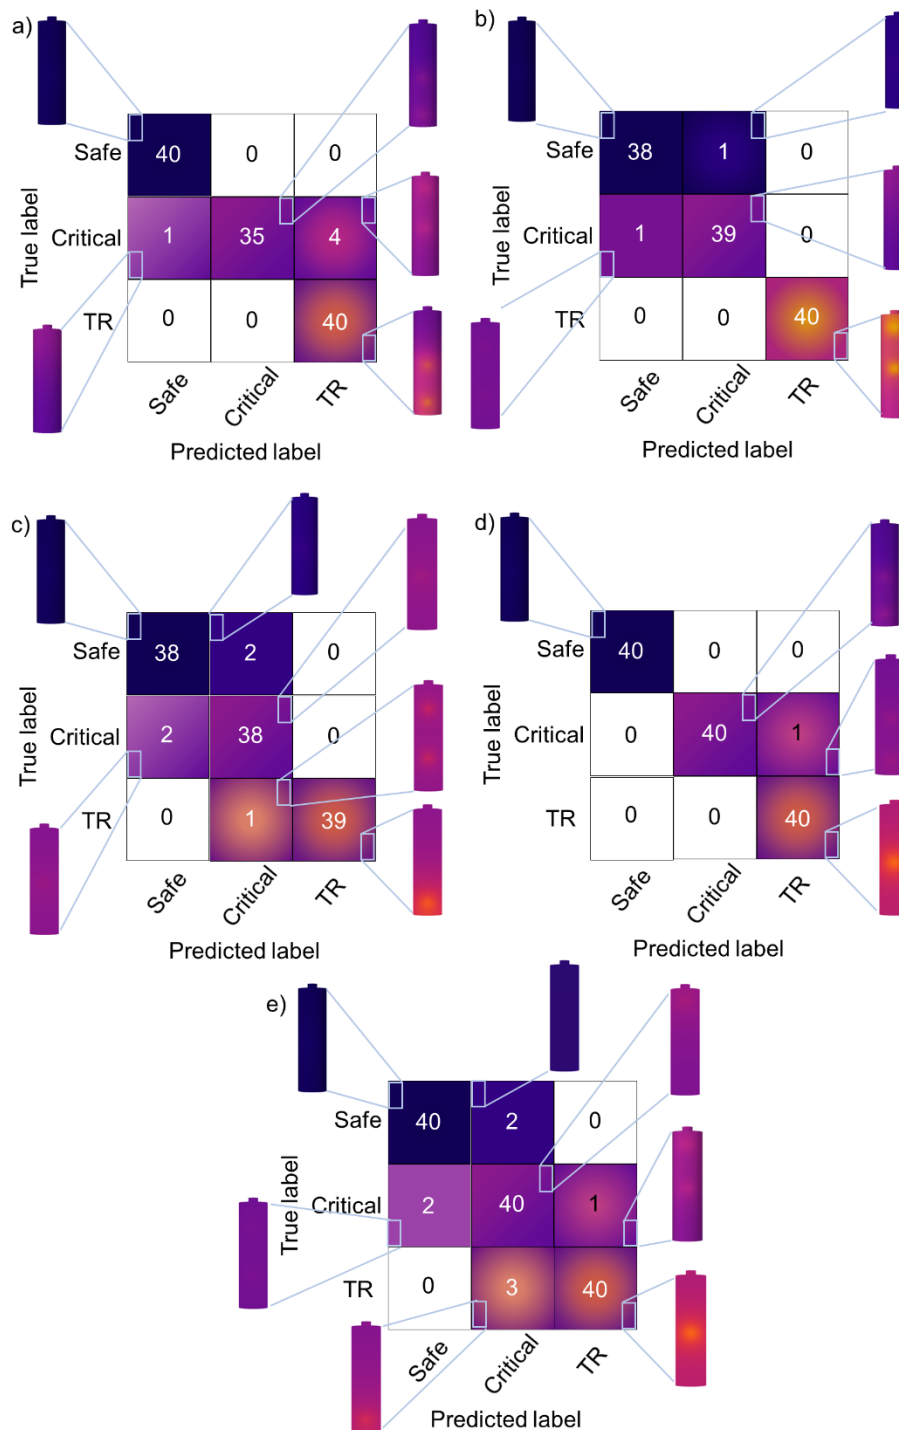 a)
True label
Safe 40 0 0
Critical 1 35 4
TR 0 0 40
Safe Critical TR
Predicted label
b)
True label
Safe 38 1 0
Critical 1 39 0
TR 0 0 40
Safe Critical TR
Predicted label
c)
True label
Safe 38 2 0
Critical 2 38 0
TR 0 1 39
Safe Critical TR
Predicted label
d)
True label
Safe 40 0 0
Critical 0 40 1
TR 0 0 40
Safe Critical TR
Predicted label
e)
True label
Safe 40 2 0
Critical 2 40 1
TR 0 3 40
Safe Critical TR
Predicted label